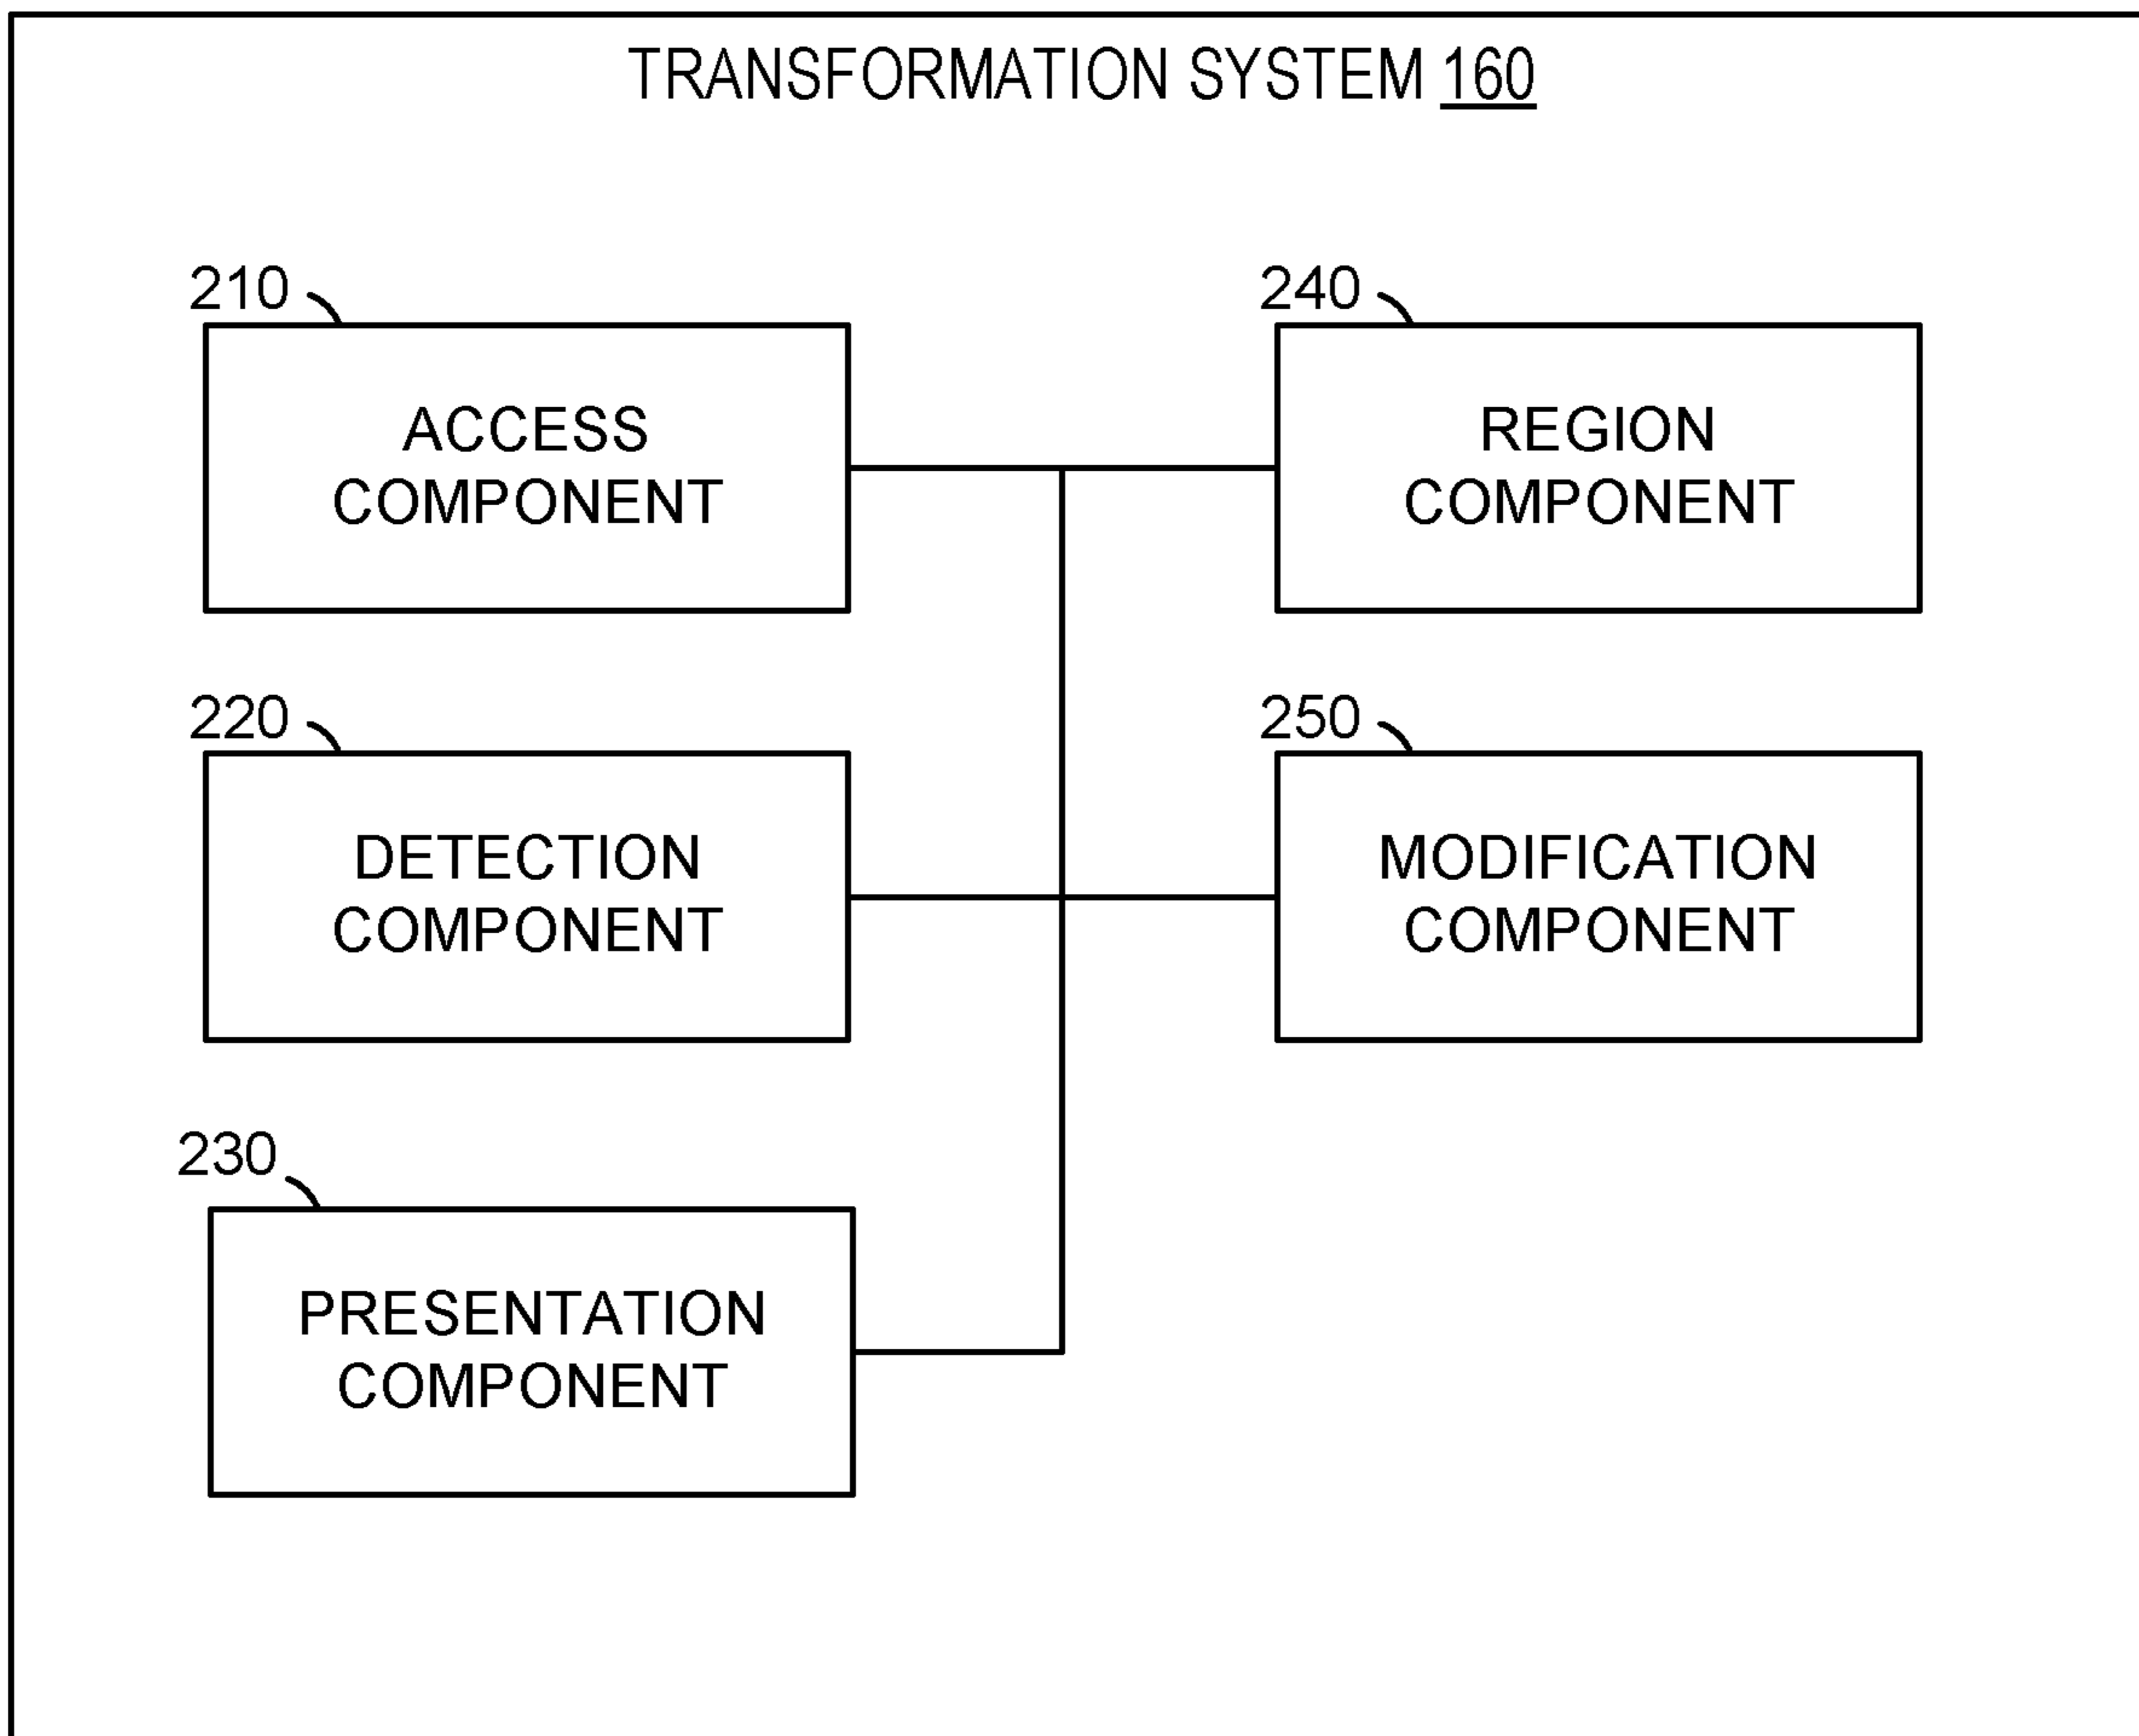 TRANSFORMATION SYSTEM 160
210
ACCESS
COMPONENT
240
REGION
COMPONENT
220
DETECTION
COMPONENT
250
MODIFICATION
COMPONENT
230
PRESENTATION
COMPONENT